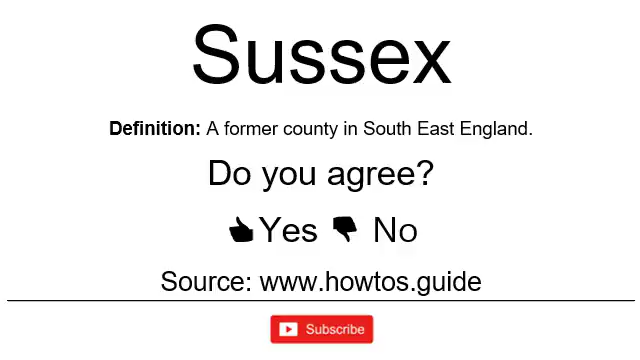 Sussex
Definition: A former county in South East England.
Do you agree?
Yes No
Source: www.howtos.guide
Subscribe